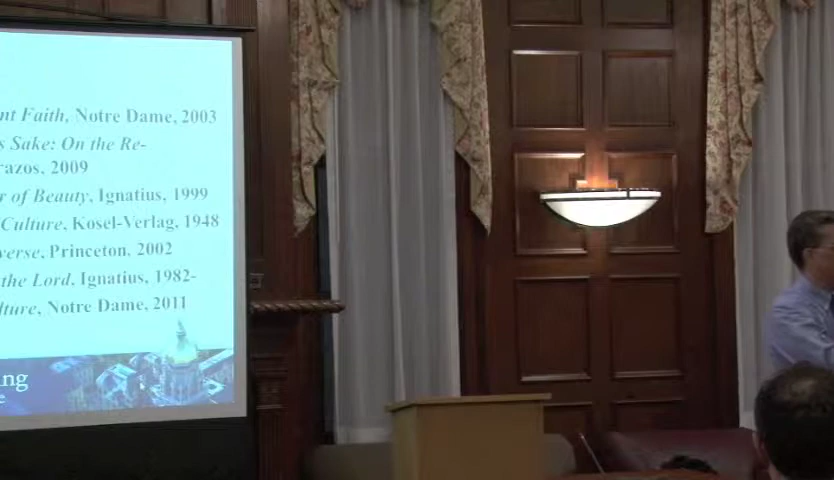 nt Faith, Notre Dame, 2003
s Sake: On the Re-
razos, 2009
r of Beauty, Ignatius, 1999
Culture, Kosel-Verlag, 1948
verse, Princeton, 2002
the Lord, Ignatius, 1982-
lture, Notre Dame, 2011
ng
e